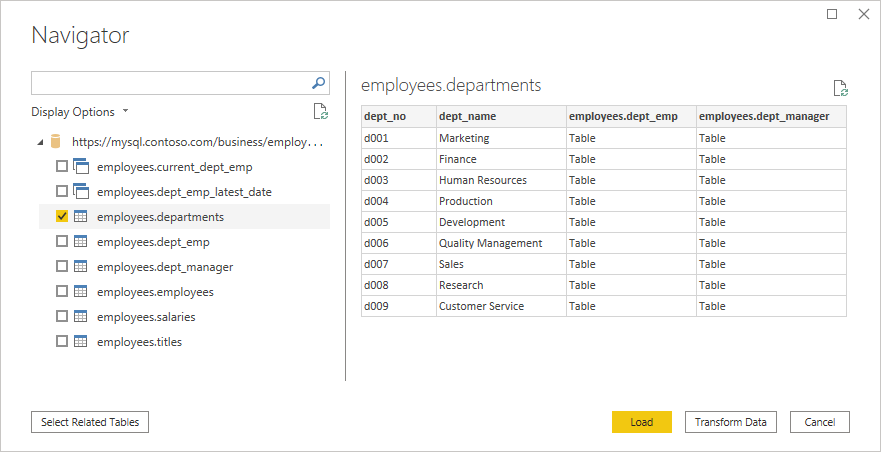 Navigator
Display Options
https://mysql.contoso.com/business/employ...
employees.current_dept_emp
employees.dept_emp_latest_date
employees.departments
employees.dept_emp
employees.dept_manager
employees.employees
employees.salaries
employees.titles
employees.departments
dept_no dept_name employees.dept_emp employees.dept_manager
d001 Marketing Table Table
d002 Finance Table Table
d003 Human Resources Table Table
d004 Production Table Table
d005 Development Table Table
d006 Quality Management Table Table
d007 Sales Table Table
d008 Research Table Table
d009 Customer Service Table Table
Select Related Tables Load Transform Data Cancel